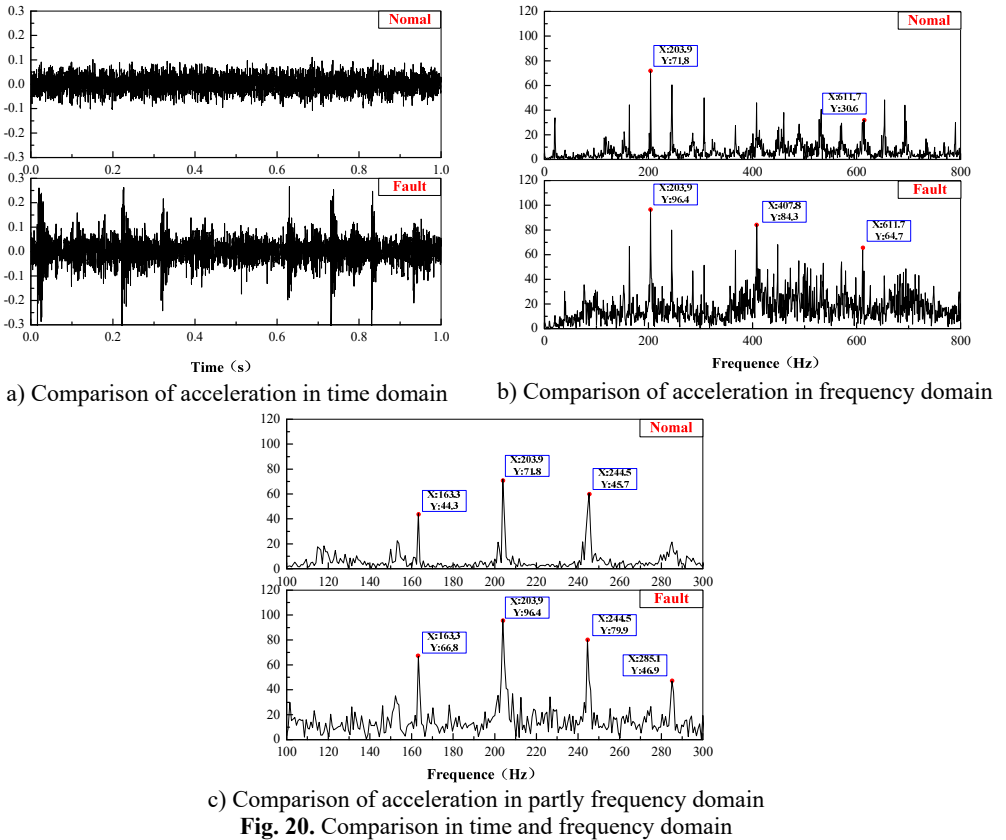 0.3
Nomal
0.2
0.1
0.0
-0.1
-0.2
-0.3
0.0 0.2 0.4 0.6 0.8 1.0
0.3
Fault
0.2
0.1
0.0
-0.1
-0.2
-0.3
0.0 0.2 0.4 0.6 0.8 1.0
Time（s）
a) Comparison of acceleration in time domain
120
Nomal
100
80
60
40
20
0
X:203.9
Y:71.8
X:611.7
Y:30.6
200 400 600 800
120
Fault
100
80
60
40
20
0
X:203.9
Y:96.4
X:407.8
Y:84.3
X:611.7
Y:64.7
0 200 400 600 800
Frequence（Hz）
b) Comparison of acceleration in frequency domain
120
Nomal
100
80
60
40
20
0
X:163.3
Y:44.3
X:203.9
Y:71.8
X:244.5
Y:45.7
100 120 140 160 180 200 220 240 260 280 300
120
Fault
100
80
60
40
20
0
X:163.3
Y:66.8
X:203.9
Y:96.4
X:244.5
Y:79.9
X:285.1
Y:46.9
100 120 140 160 180 200 220 240 260 280 300
Frequence（Hz）
c) Comparison of acceleration in partly frequency domain
Fig. 20. Comparison in time and frequency domain